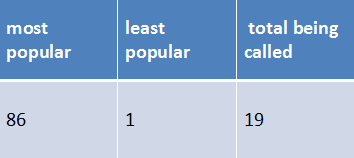 most popular
least popular
total being called
86
1
19